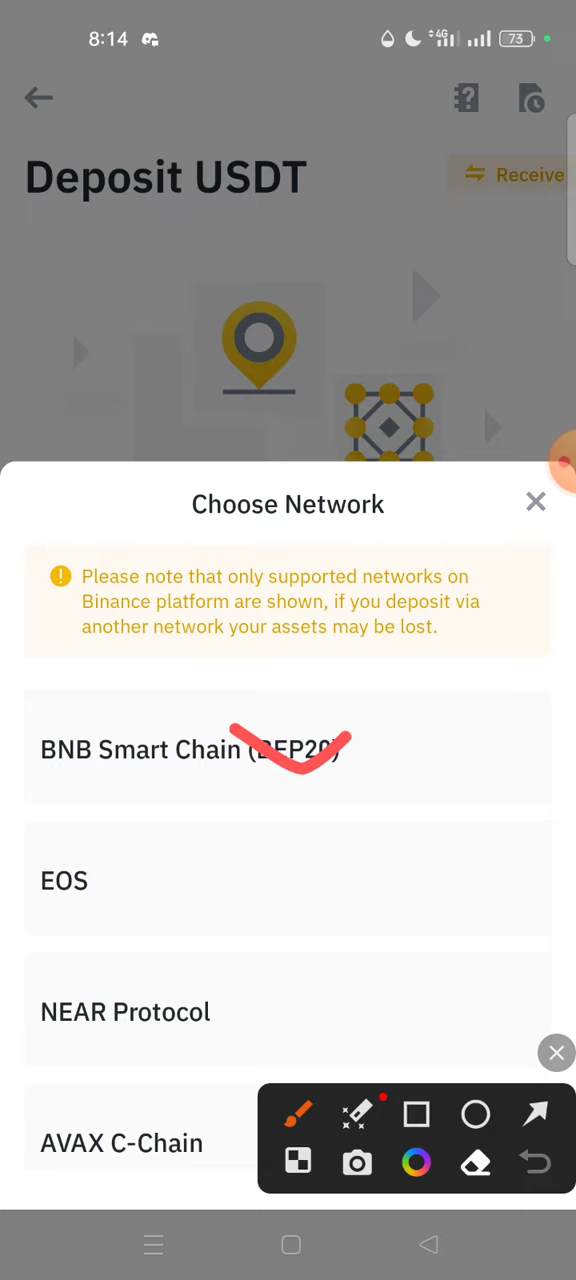 8:14
4G
73
Deposit USDT
Receive
Choose Network
Please note that only supported networks on
Binance platform are shown, if you deposit via
another network your assets may be lost.
BNB Smart Chain (BEP20)
EOS
NEAR Protocol
AVAX C-Chain